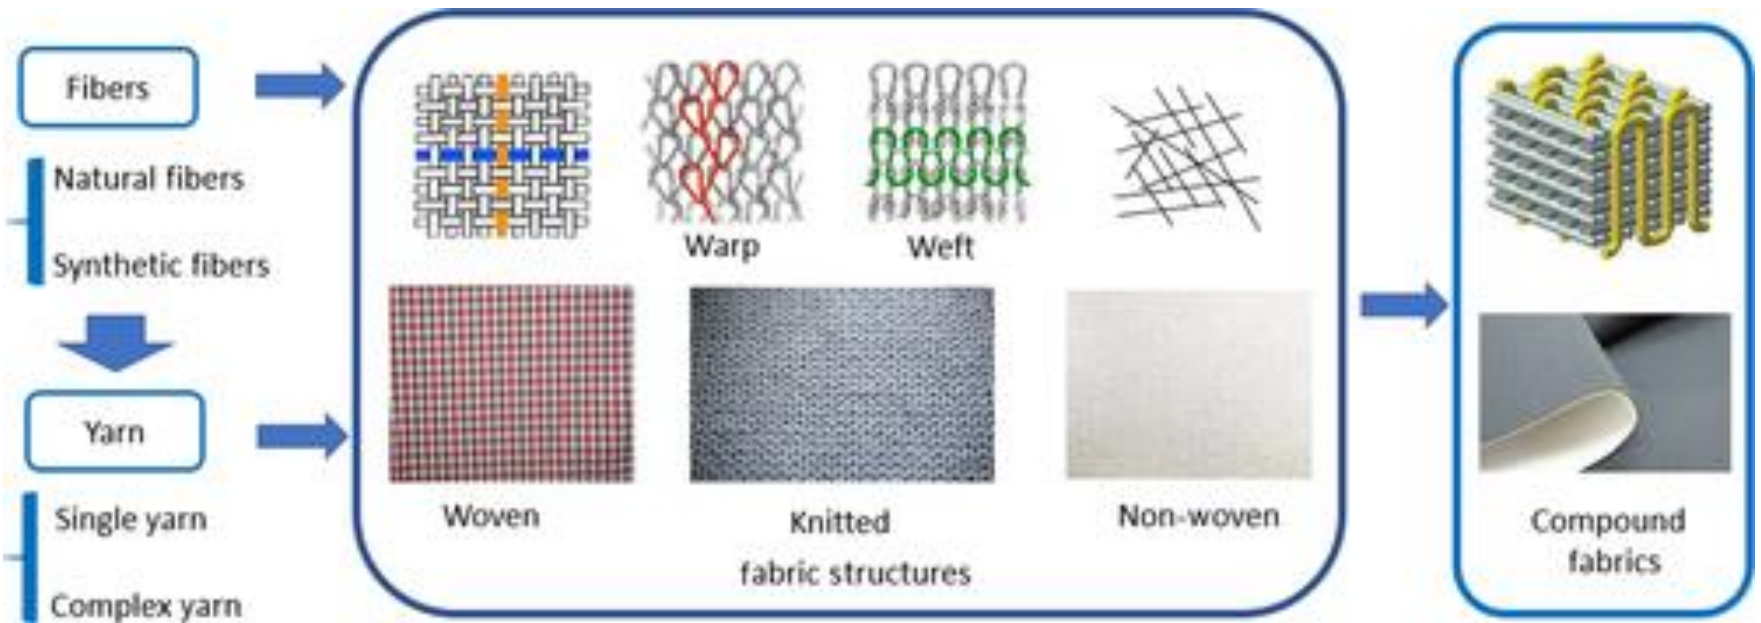 Fibers
Natural fibers
Synthetic fibers
Yarn
Single yarn
Complex yarn
Warp
Weft
Woven
Knitted
Non-woven
fabric structures
Compound
fabrics